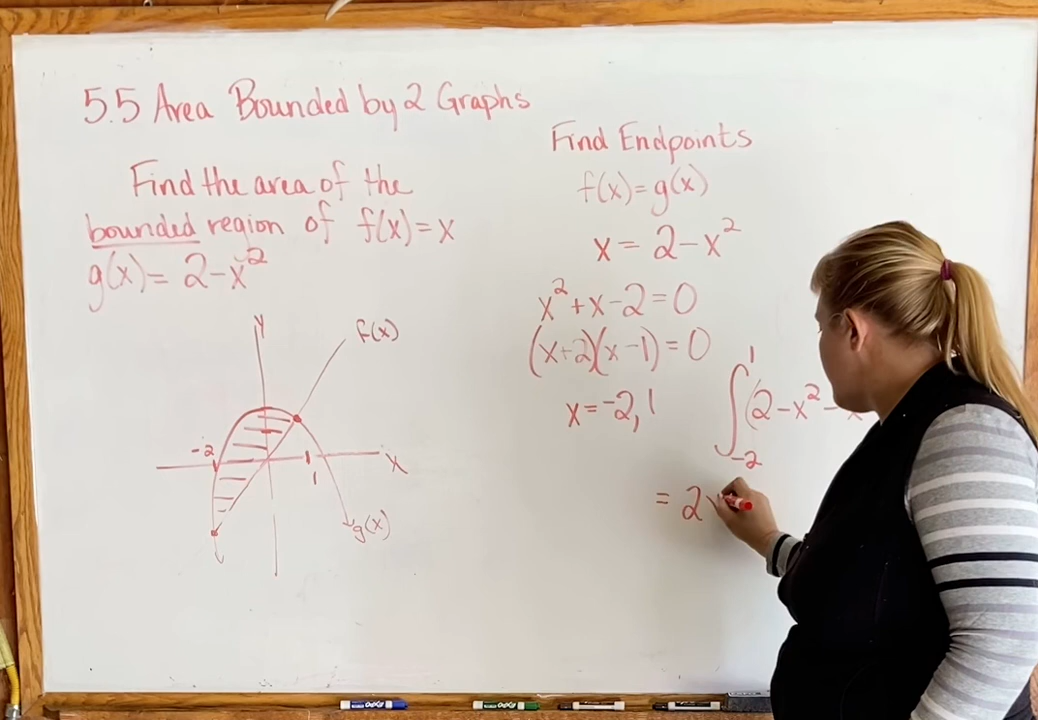 5.5 Area Bounded by 2 Graphs
Find the area of the
bounded region of f(x)=x
g(x)= 2-x²
y
f(x)
-2
x
1
g(x)
Find Endpoints
f(x)=g(x)
x = 2-x²
x²+x-2=0
(x+2)(x-1)=0
x=-2,1
∫₋₂¹ (2-x²-x
= 2x